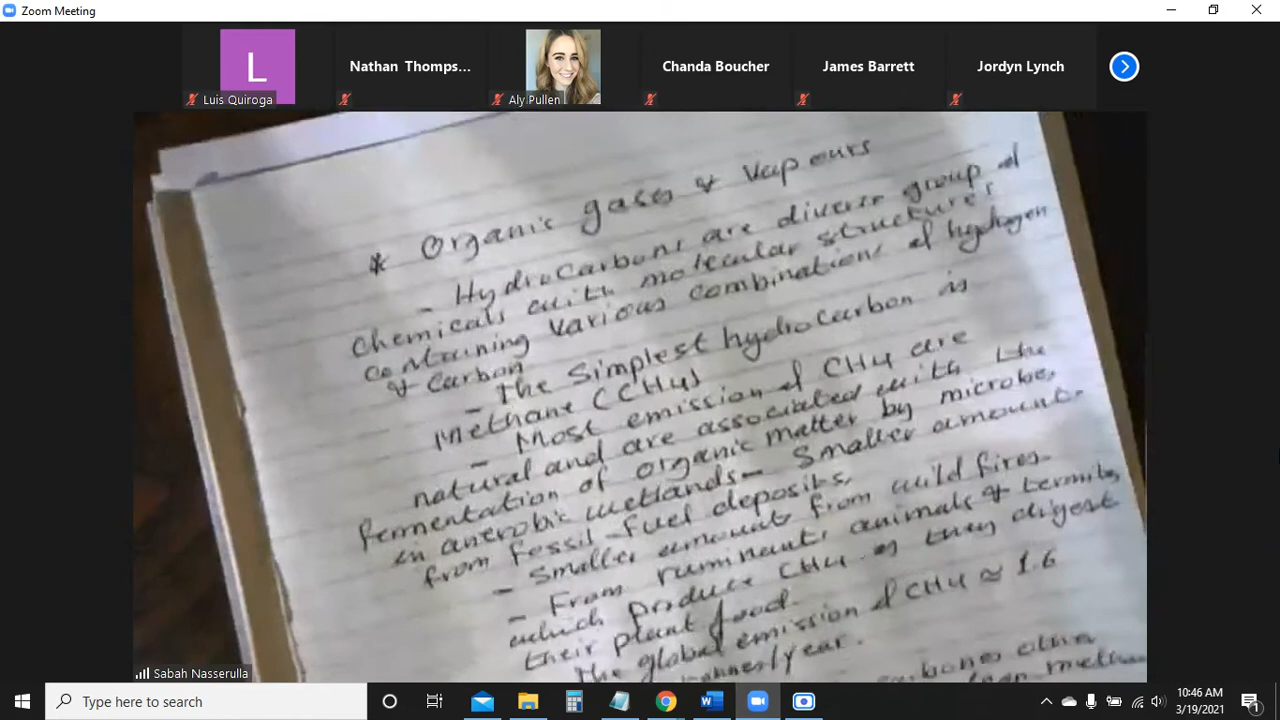 Zoom Meeting
L
Luis Quiroga
Nathan Thomps...
Aly Pullen
Chanda Boucher
James Barrett
Jordyn Lynch
* Organic gases & Vapours
- Hydrocarbons are diverse group of
chemicals with molecular structures
containing various combinations of hydrogen
& carbon
- The Simplest hydrocarbon is
Methane (CH4)
- Most emission of CH4 are
natural and are associated with the
fermentation of organic matter by microbes
in anerobic wetlands - Smaller amount
from fossil-fuel deposits.
- Smaller amount from wild fires.
- From ruminant animals & termits
which produce CH4 as they digest
their plant food.
The global emission of CH4 ≈ 1.6
/year.
Sabah Nasserulla
Type here to search
10:46 AM
3/19/2021